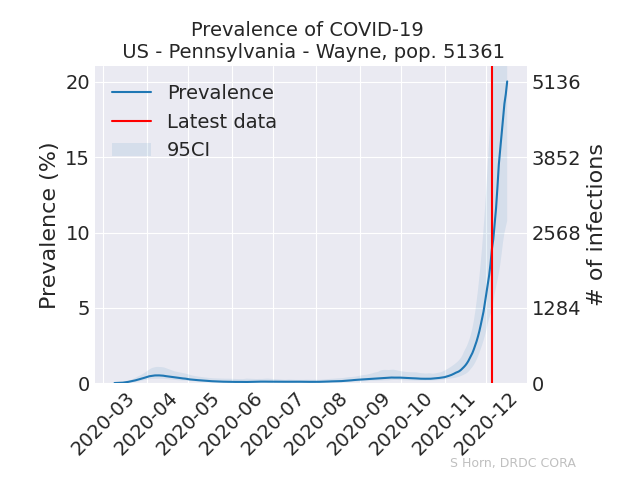 Prevalence of COVID-19
US - Pennsylvania - Wayne, pop. 51361
Prevalence
Latest data
95CI
Prevalence (%)
20
15
10
5
0
5136
3852
2568
1284
0
# of infections
2020-03
2020-04
2020-05
2020-06
2020-07
2020-08
2020-09
2020-10
2020-11
2020-12
S Horn, DRDC CORA